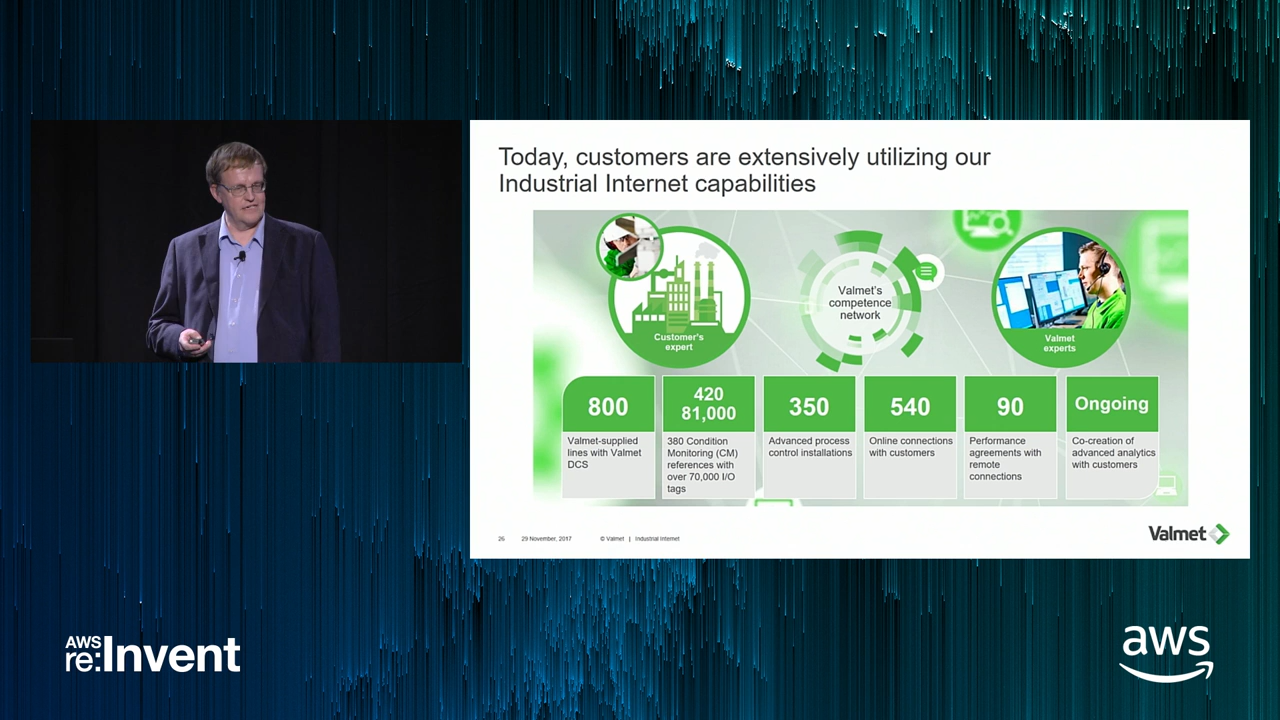 Today, customers are extensively utilizing our
Industrial Internet capabilities
Customer's
expert
Valmet's
competence
network
Valmet
experts
800
Valmet-supplied
lines with Valmet
DCS
420
81,000
380 Condition
Monitoring (CM)
references with
over 70,000 I/O
tags
350
Advanced process
control installations
540
Online connections
with customers
90
Performance
agreements with
remote
connections
Ongoing
Co-creation of
advanced analytics
with customers
26 29 November, 2017 © Valmet | Industrial Internet
Valmet
AWS
re:Invent
aws